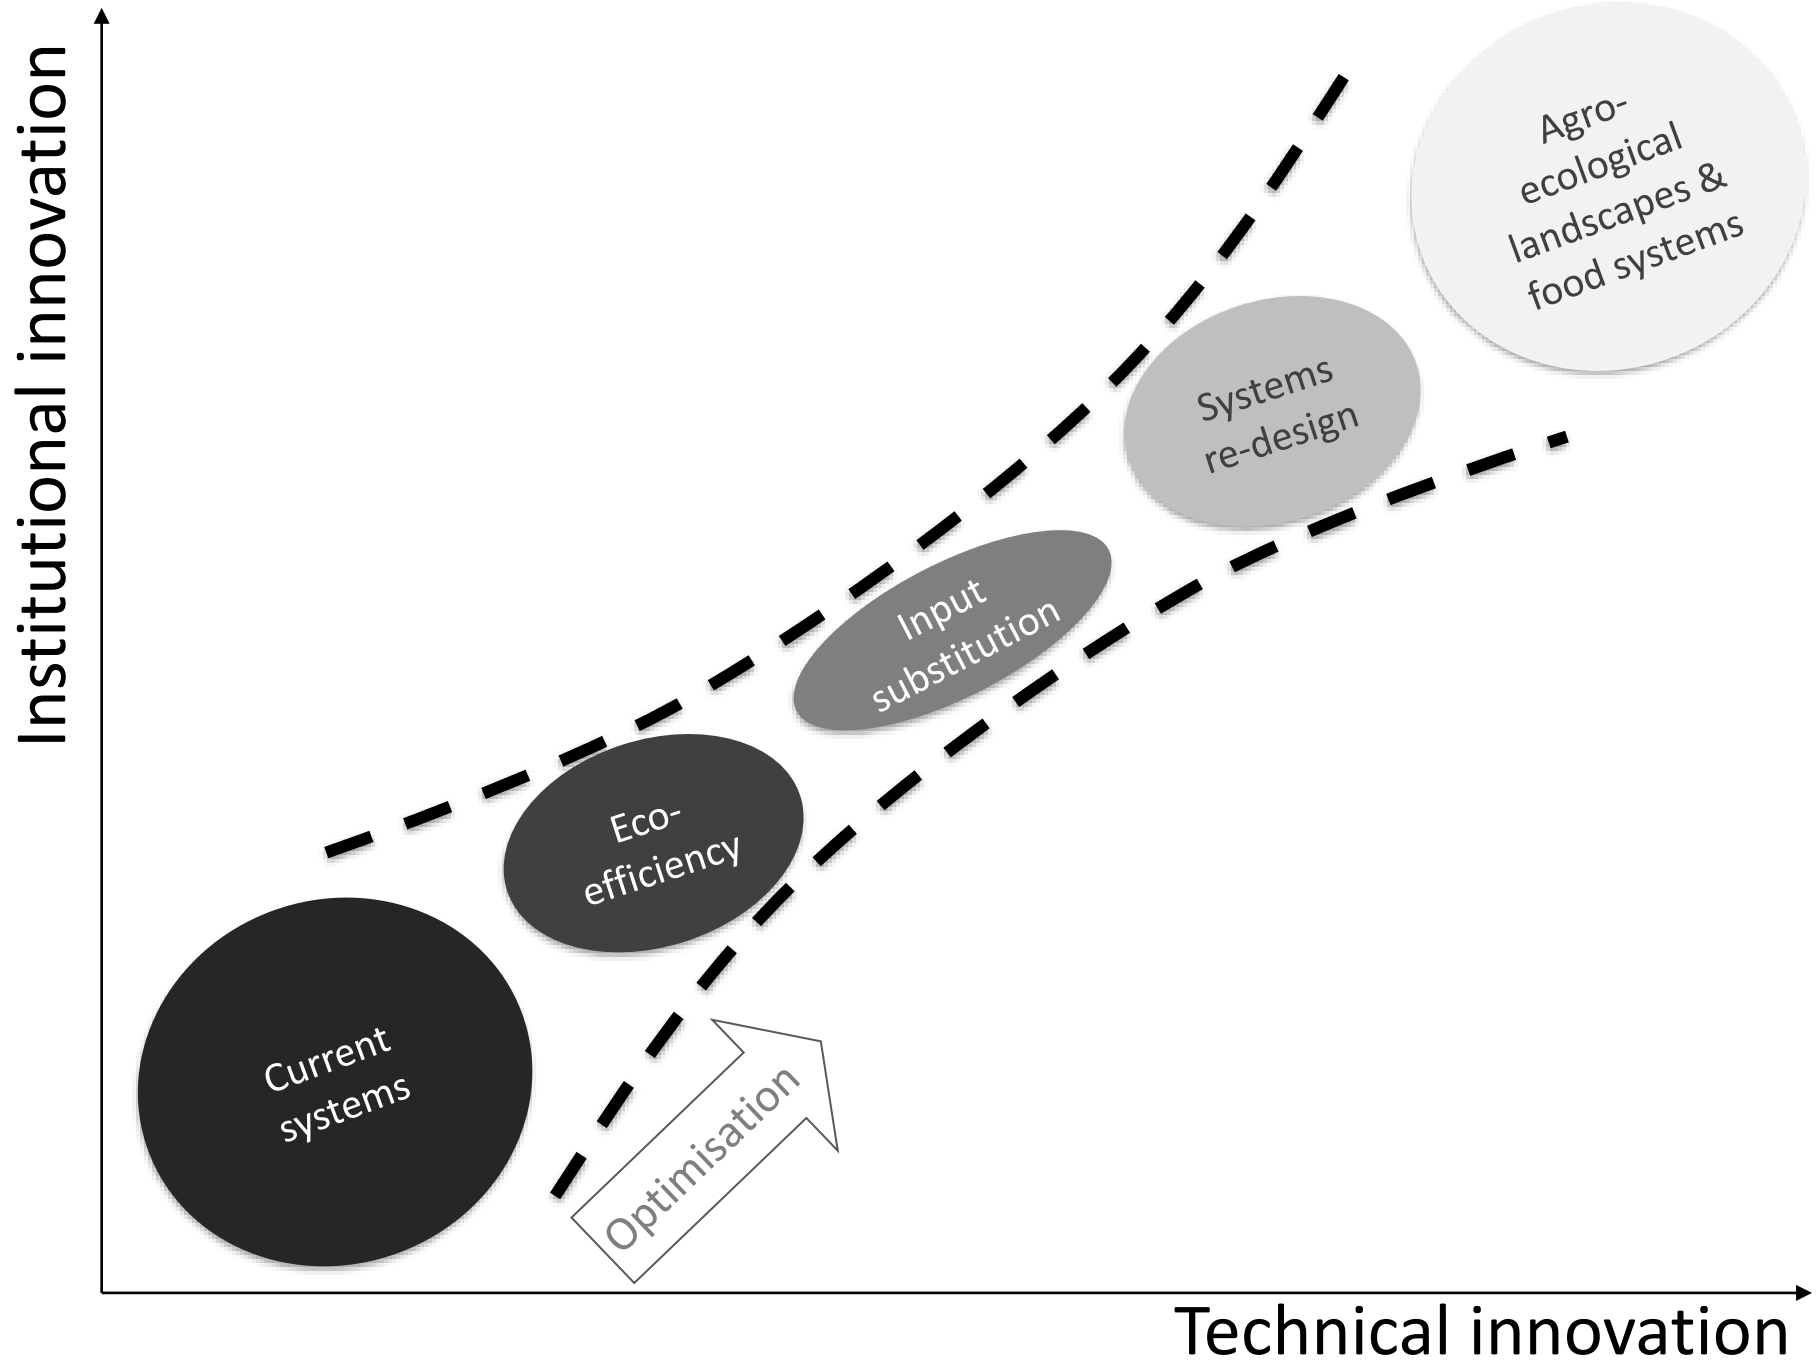 Institutional innovation
Agro-
ecological
landscapes &
food systems
Systems
re-design
Input
substitution
Eco-
efficiency
Current
systems
Optimisation
Technical innovation